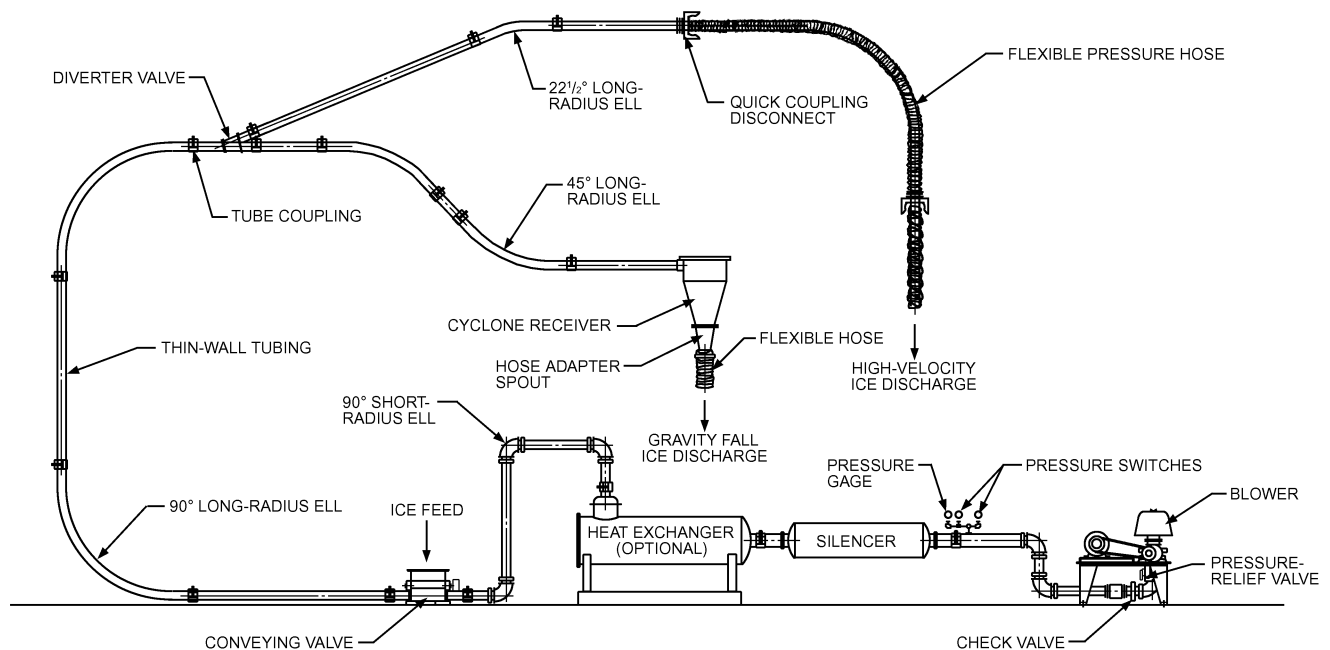 FLEXIBLE PRESSURE HOSE
DIVERTER VALVE
22½° LONG-
RADIUS ELL
QUICK COUPLING
DISCONNECT
45° LONG-
RADIUS ELL
TUBE COUPLING
CYCLONE RECEIVER
FLEXIBLE HOSE
THIN-WALL TUBING
HOSE ADAPTER
SPOUT
HIGH-VELOCITY
ICE DISCHARGE
90° SHORT-
RADIUS ELL
GRAVITY FALL
ICE DISCHARGE
PRESSURE
GAGE
PRESSURE SWITCHES
BLOWER
90° LONG-RADIUS ELL
ICE FEED
HEAT EXCHANGER
(OPTIONAL)
SILENCER
PRESSURE-
RELIEF VALVE
CONVEYING VALVE
CHECK VALVE